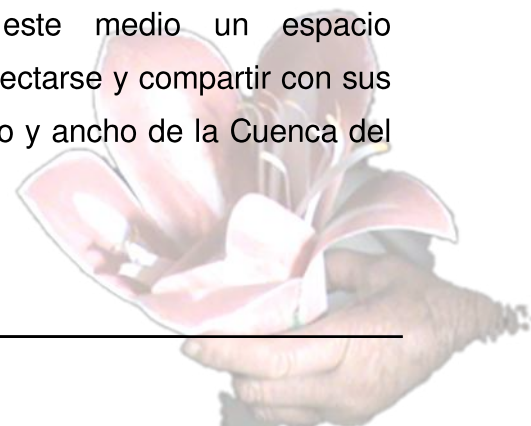 este medio un espacio
ectarse y compartir con sus
o y ancho de la Cuenca del